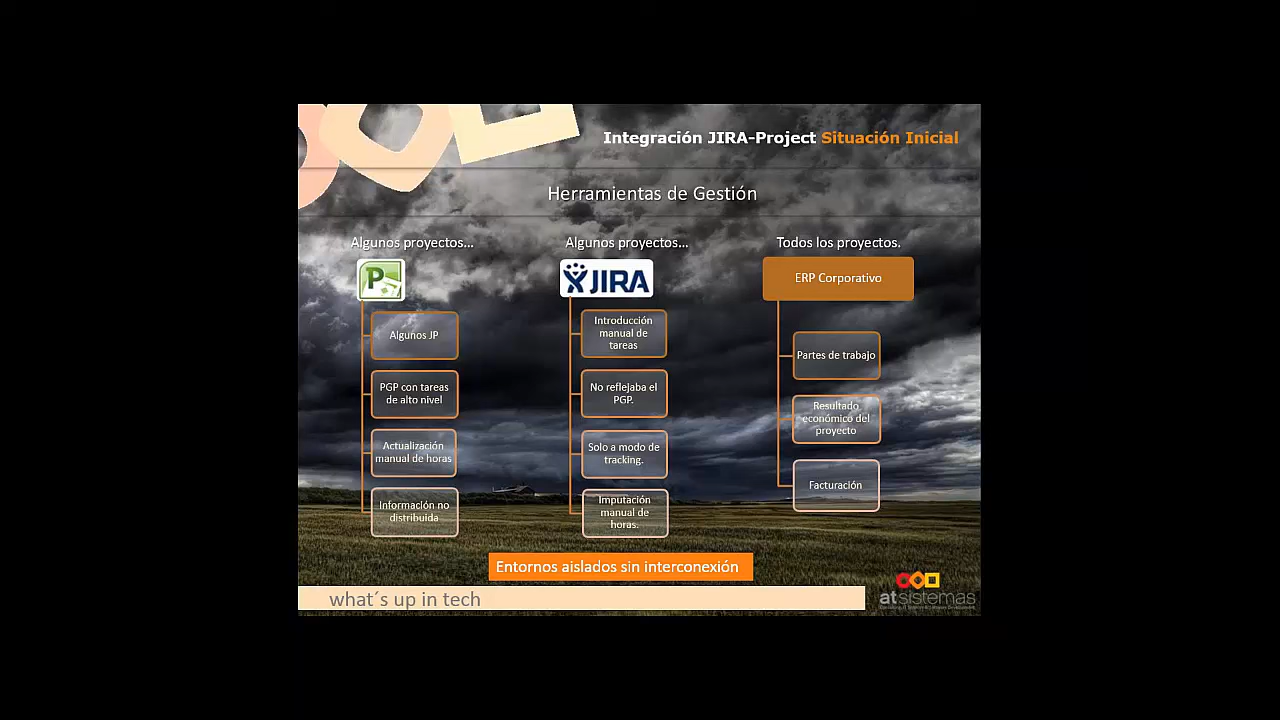 Integración JIRA-Project Situación Inicial
Herramientas de Gestión
Algunos proyectos...
P
Algunos JP
PGP con tareas
de alto nivel
Actualización
manual de horas
Información no
distribuida
Algunos proyectos...
JIRA
Introducción
manual de
tareas
No reflejaba el
PGP.
Solo a modo de
tracking.
Imputación
manual de
horas.
Todos los proyectos.
ERP Corporativo
Partes de trabajo
Resultado
económico del
proyecto
Facturación
Entornos aislados sin interconexión
what´s up in tech
atsistemas